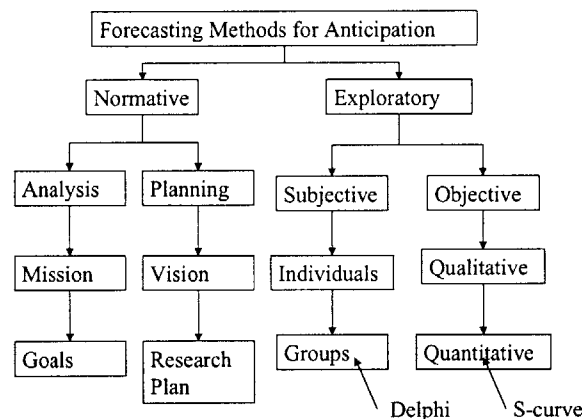 Forecasting Methods for Anticipation
Normative
Exploratory
Analysis
Planning
Subjective
Objective
Mission
Vision
Individuals
Qualitative
Goals
Research
Plan
Groups
Quantitative
Delphi
S-curve